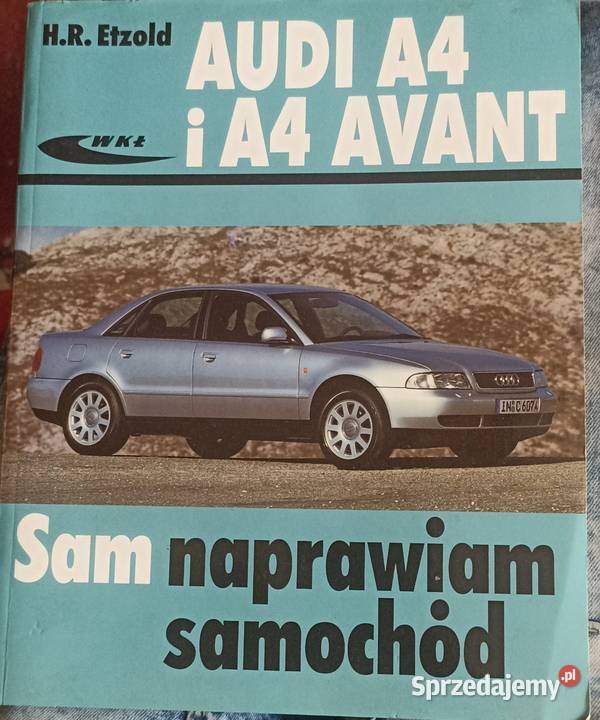 H.R. Etzold
AUDI A4
i A4 AVANT
WKŁ
IN·C 6074
Sam naprawiam
samochód
Sprzedajemy.pl